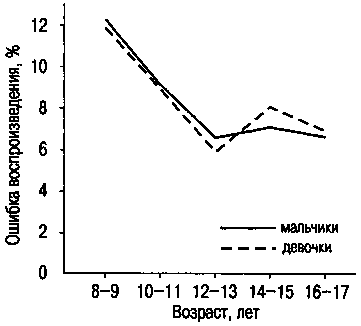 Ошибка воспроизведения, %
12
10
8
6
4
2
0
мальчики
девочки
8–9 10–11 12–13 14–15 16–17
Возраст, лет